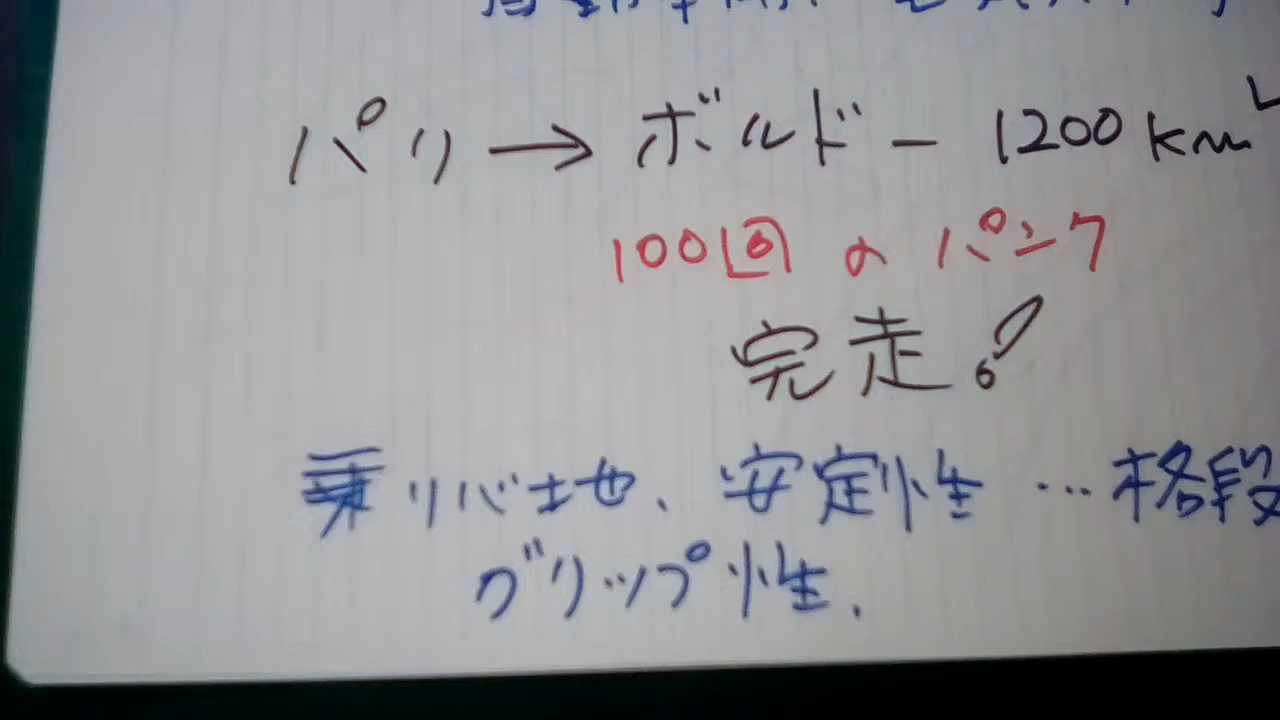 パリ → ボルドー 1200km
100回のパンク
完走!
乗り心地、安定性…格段
グリップ性、